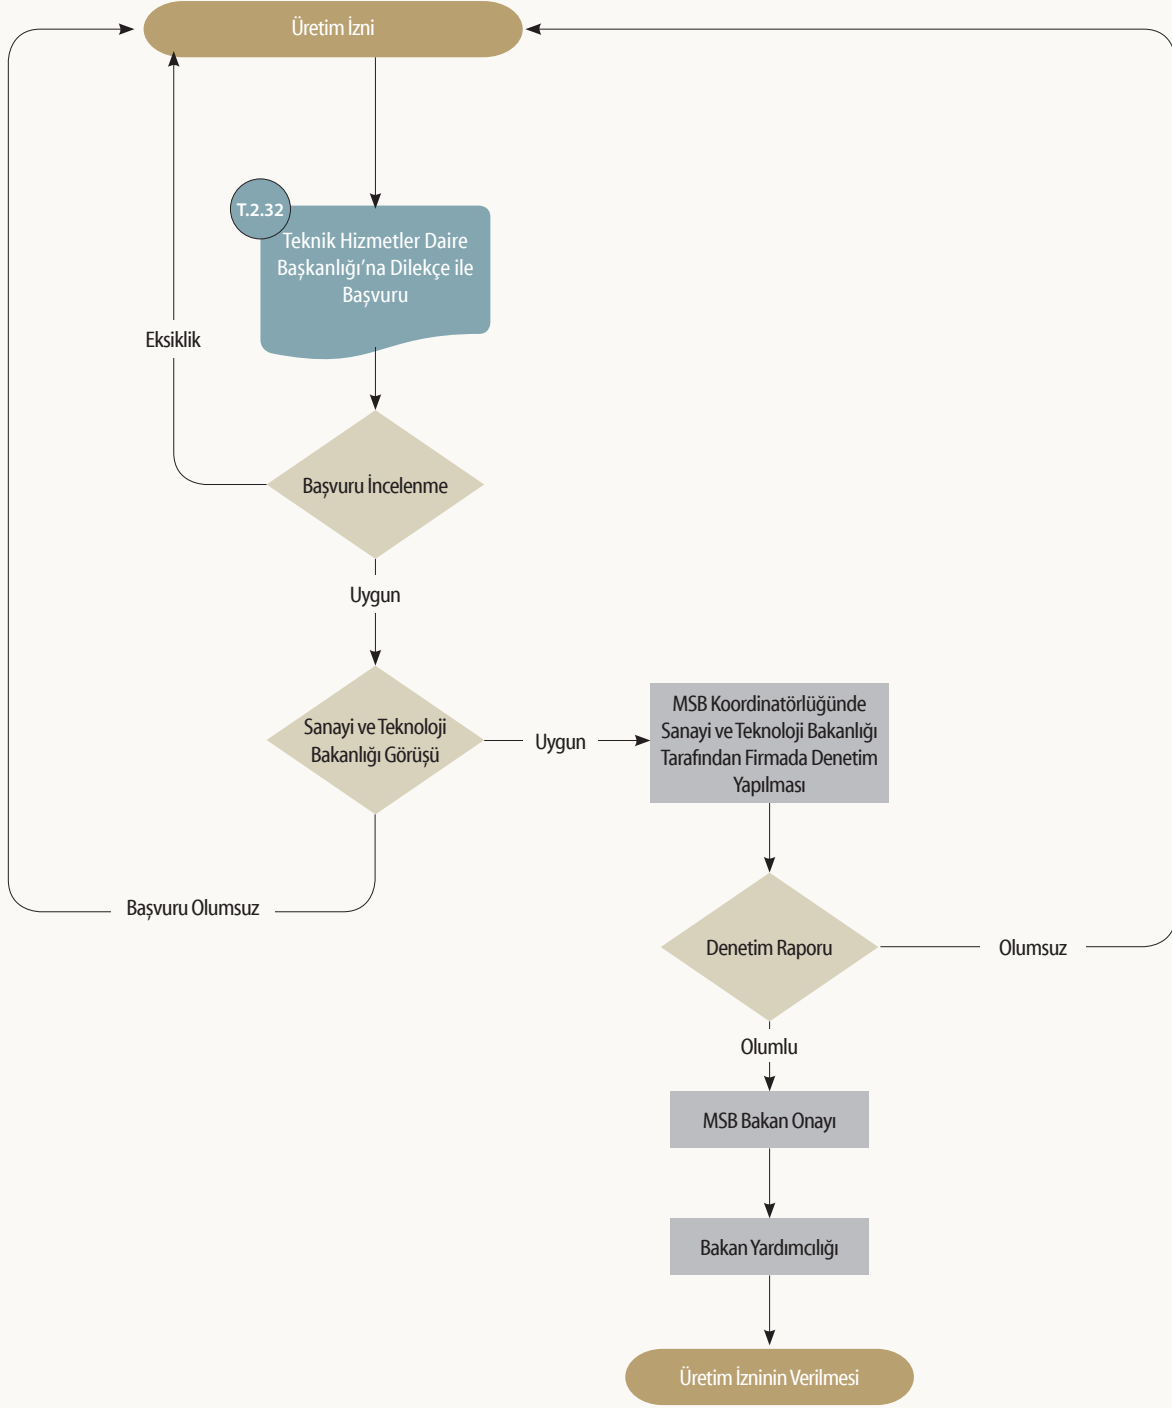 Üretim İzni
T.2.32
Teknik Hizmetler Daire
Başkanlığı’na Dilekçe ile
Başvuru
Eksiklik
Başvuru İncelenme
Uygun
Sanayi ve Teknoloji
Bakanlığı Görüşü
Uygun
MSB Koordinatörlüğünde
Sanayi ve Teknoloji Bakanlığı
Tarafından Firmada Denetim
Yapılması
Başvuru Olumsuz
Denetim Raporu
Olumsuz
Olumlu
MSB Bakan Onayı
Bakan Yardımcılığı
Üretim İzninin Verilmesi